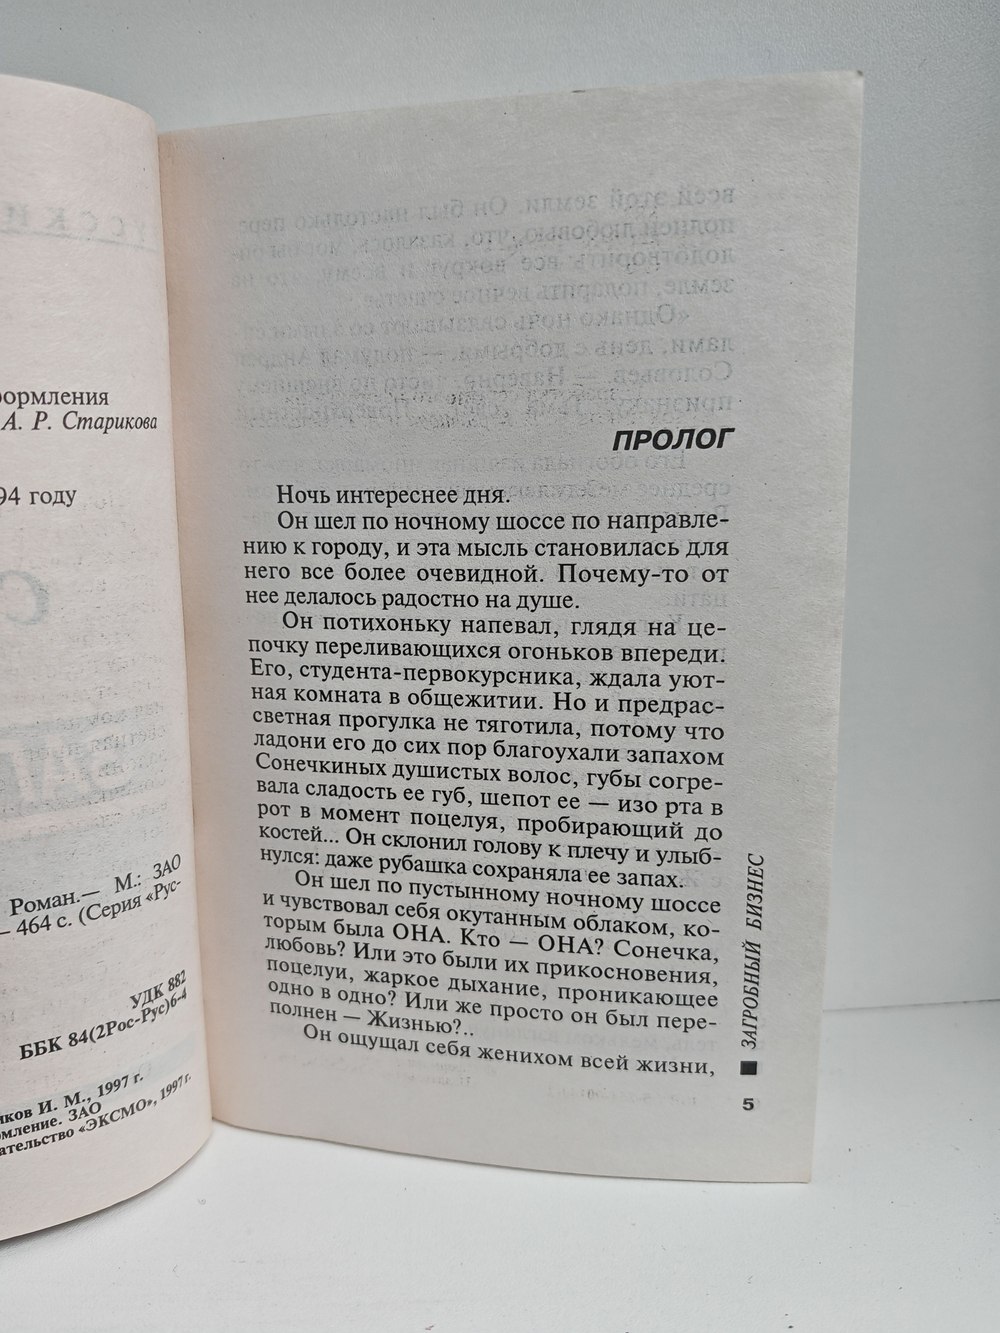 ормления
А. Р. Старикова
94 году
Роман.— М.: ЗАО
— 464 с. (Серия «Рус-
УДК 882
ББК 84(2Рос-Рус)6-4
ков И. М., 1997 г.
мление. ЗАО
ательство «ЭКСМО», 1997 г.
ПРОЛОГ
Ночь интереснее дня.
Он шел по ночному шоссе по направле-
нию к городу, и эта мысль становилась для
него все более очевидной. Почему-то от
нее делалось радостно на душе.
Он потихоньку напевал, глядя на це-
почку переливающихся огоньков впереди.
Его, студента-первокурсника, ждала уют-
ная комната в общежитии. Но и предрас-
светная прогулка не тяготила, потому что
ладони его до сих пор благоухали запахом
Сонечкиных душистых волос, губы согре-
вала сладость ее губ, шепот ее — изо рта в
рот в момент поцелуя, пробирающий до
костей... Он склонил голову к плечу и улыб-
нулся: даже рубашка сохраняла ее запах.
Он шел по пустынному ночному шоссе
и чувствовал себя окутанным облаком, ко-
торым была ОНА. Кто — ОНА? Сонечка,
любовь? Или это были их прикосновения,
поцелуи, жаркое дыхание, проникающее
одно в одно? Или же просто он был пере-
полнен — Жизнью?..
Он ощущал себя женихом всей жизни,
ЗАГРОБНЫЙ БИЗНЕС
5